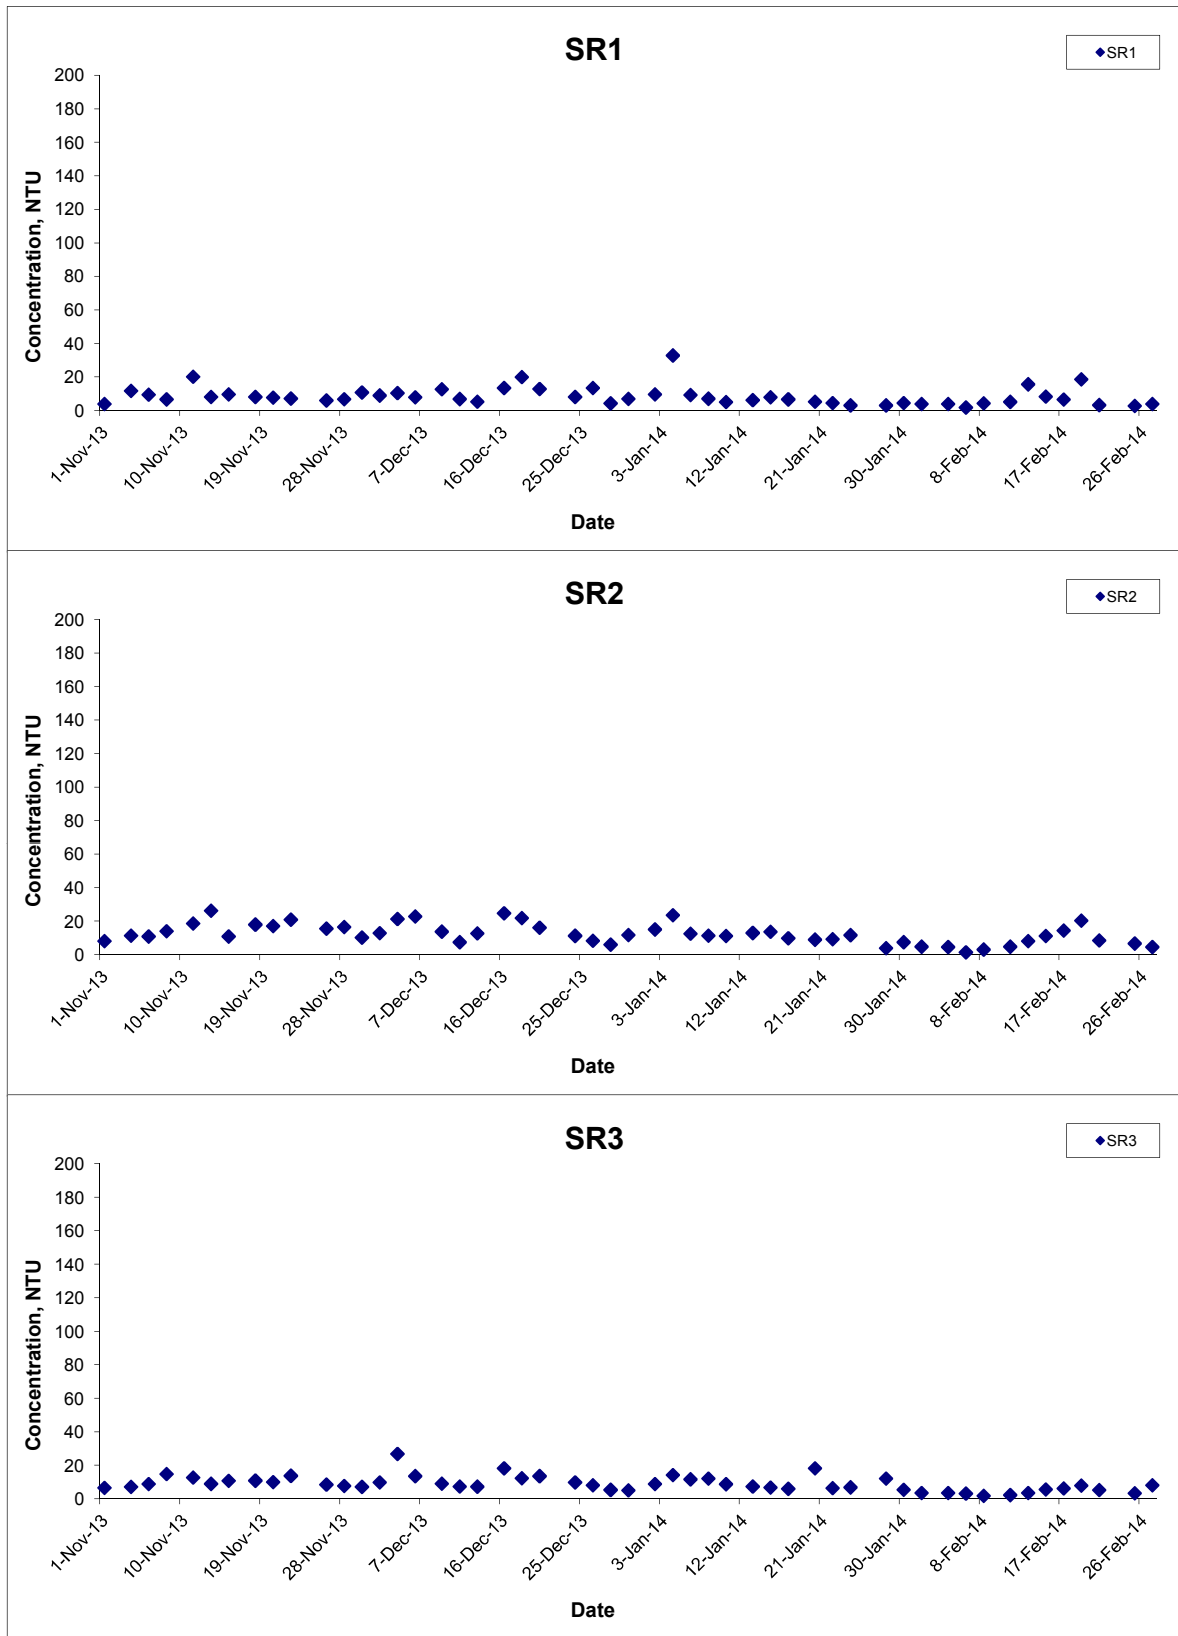 SR1
SR1
200
180
160
140
120
100
80
60
40
20
0
Concentration, NTU
1-Nov-13
10-Nov-13
19-Nov-13
28-Nov-13
7-Dec-13
16-Dec-13
25-Dec-13
3-Jan-14
12-Jan-14
21-Jan-14
30-Jan-14
8-Feb-14
17-Feb-14
26-Feb-14
Date
SR2
SR2
200
180
160
140
120
100
80
60
40
20
0
Concentration, NTU
1-Nov-13
10-Nov-13
19-Nov-13
28-Nov-13
7-Dec-13
16-Dec-13
25-Dec-13
3-Jan-14
12-Jan-14
21-Jan-14
30-Jan-14
8-Feb-14
17-Feb-14
26-Feb-14
Date
SR3
SR3
200
180
160
140
120
100
80
60
40
20
0
Concentration, NTU
1-Nov-13
10-Nov-13
19-Nov-13
28-Nov-13
7-Dec-13
16-Dec-13
25-Dec-13
3-Jan-14
12-Jan-14
21-Jan-14
30-Jan-14
8-Feb-14
17-Feb-14
26-Feb-14
Date